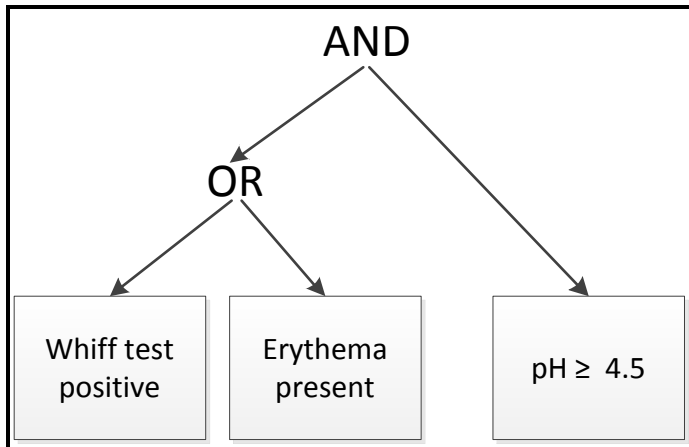 AND
OR
Whiff test
positive
Erythema
present
pH ≥ 4.5